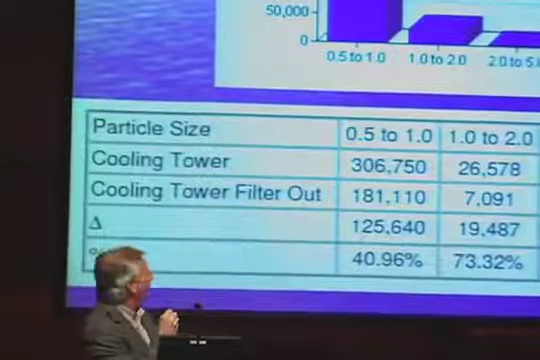 50,000
0
0.5 to 1.0 1.0 to 2.0 2.0 to 5.
Particle Size 0.5 to 1.0 1.0 to 2.0
Cooling Tower 306,750 26,578
Cooling Tower Filter Out 181,110 7,091
Δ 125,640 19,487
% 40.96% 73.32%